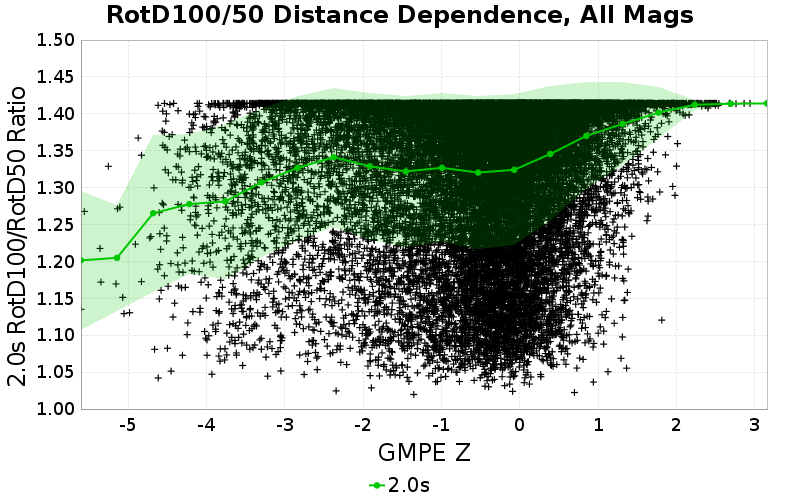 RotD100/50 Distance Dependence, All Mags
2.0s RotD100/RotD50 Ratio
1.50
1.45
1.40
1.35
1.30
1.25
1.20
1.15
1.10
1.05
1.00
-5 -4 -3 -2 -1 0 1 2 3
GMPE Z
2.0s